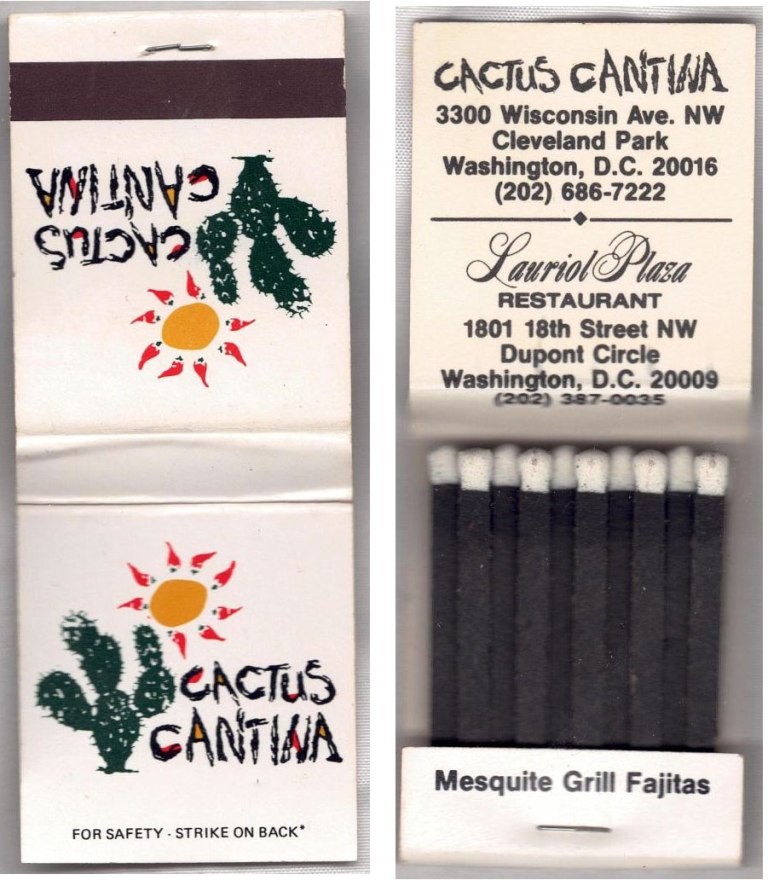 CACTUS
CANTINA
CACTUS
CANTINA
FOR SAFETY - STRIKE ON BACK*
CACTUS CANTINA
3300 Wisconsin Ave. NW
Cleveland Park
Washington, D.C. 20016
(202) 686-7222
Lauriol Plaza
RESTAURANT
1801 18th Street NW
Dupont Circle
Washington, D.C. 20009
(202) 387-0035
Mesquite Grill Fajitas